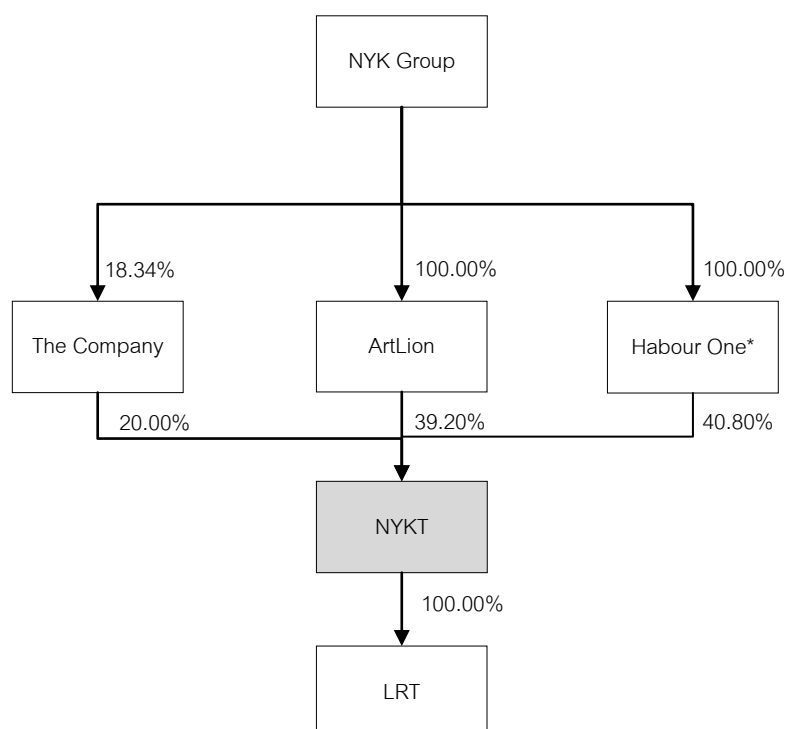 NYK Group
18.34%
100.00%
100.00%
The Company
ArtLion
Habour One*
20.00%
39.20%
40.80%
NYKT
100.00%
LRT